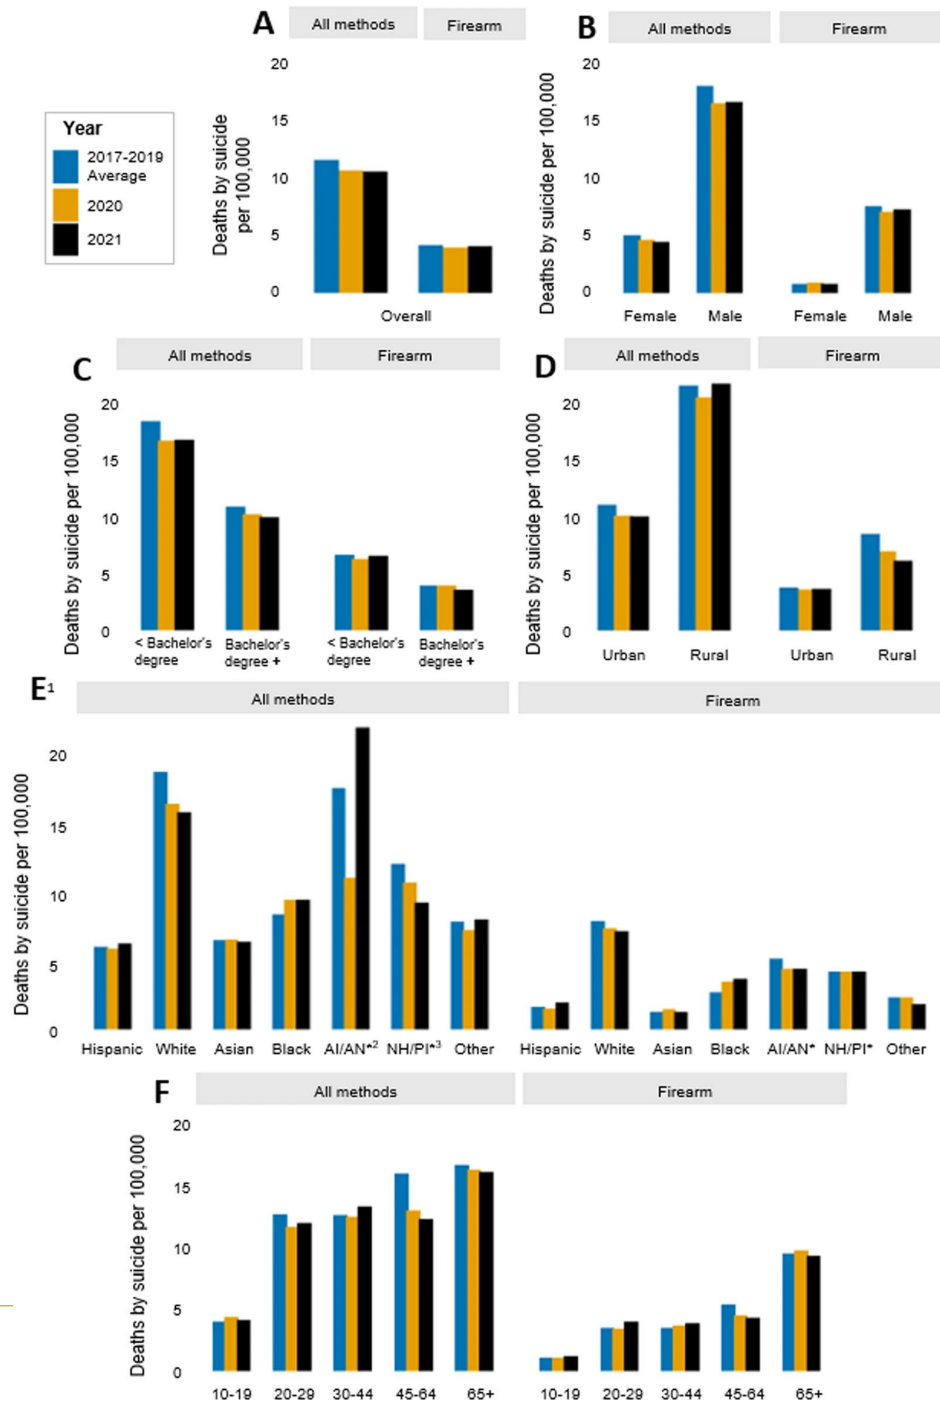 A
All methods
Firearm
Deaths by suicide
per 100,000
20
15
10
5
0
Overall
Year
2017-2019
Average
2020
2021
B
All methods
Firearm
Deaths by suicide per 100,000
20
15
10
5
0
Female
Male
Female
Male
C
All methods
Firearm
Deaths by suicide per 100,000
20
15
10
5
0
< Bachelor's
degree
Bachelor's
degree +
< Bachelor's
degree
Bachelor's
degree +
D
All methods
Firearm
Deaths by suicide per 100,000
20
15
10
5
0
Urban
Rural
Urban
Rural
E1
All methods
Firearm
Deaths by suicide per 100,000
20
15
10
5
0
Hispanic
White
Asian
Black
AI/AN*2
NH/PI*3
Other
Hispanic
White
Asian
Black
AI/AN*
NH/PI*
Other
F
All methods
Firearm
Deaths by suicide per 100,000
20
15
10
5
0
10-19
20-29
30-44
45-64
65+
10-19
20-29
30-44
45-64
65+